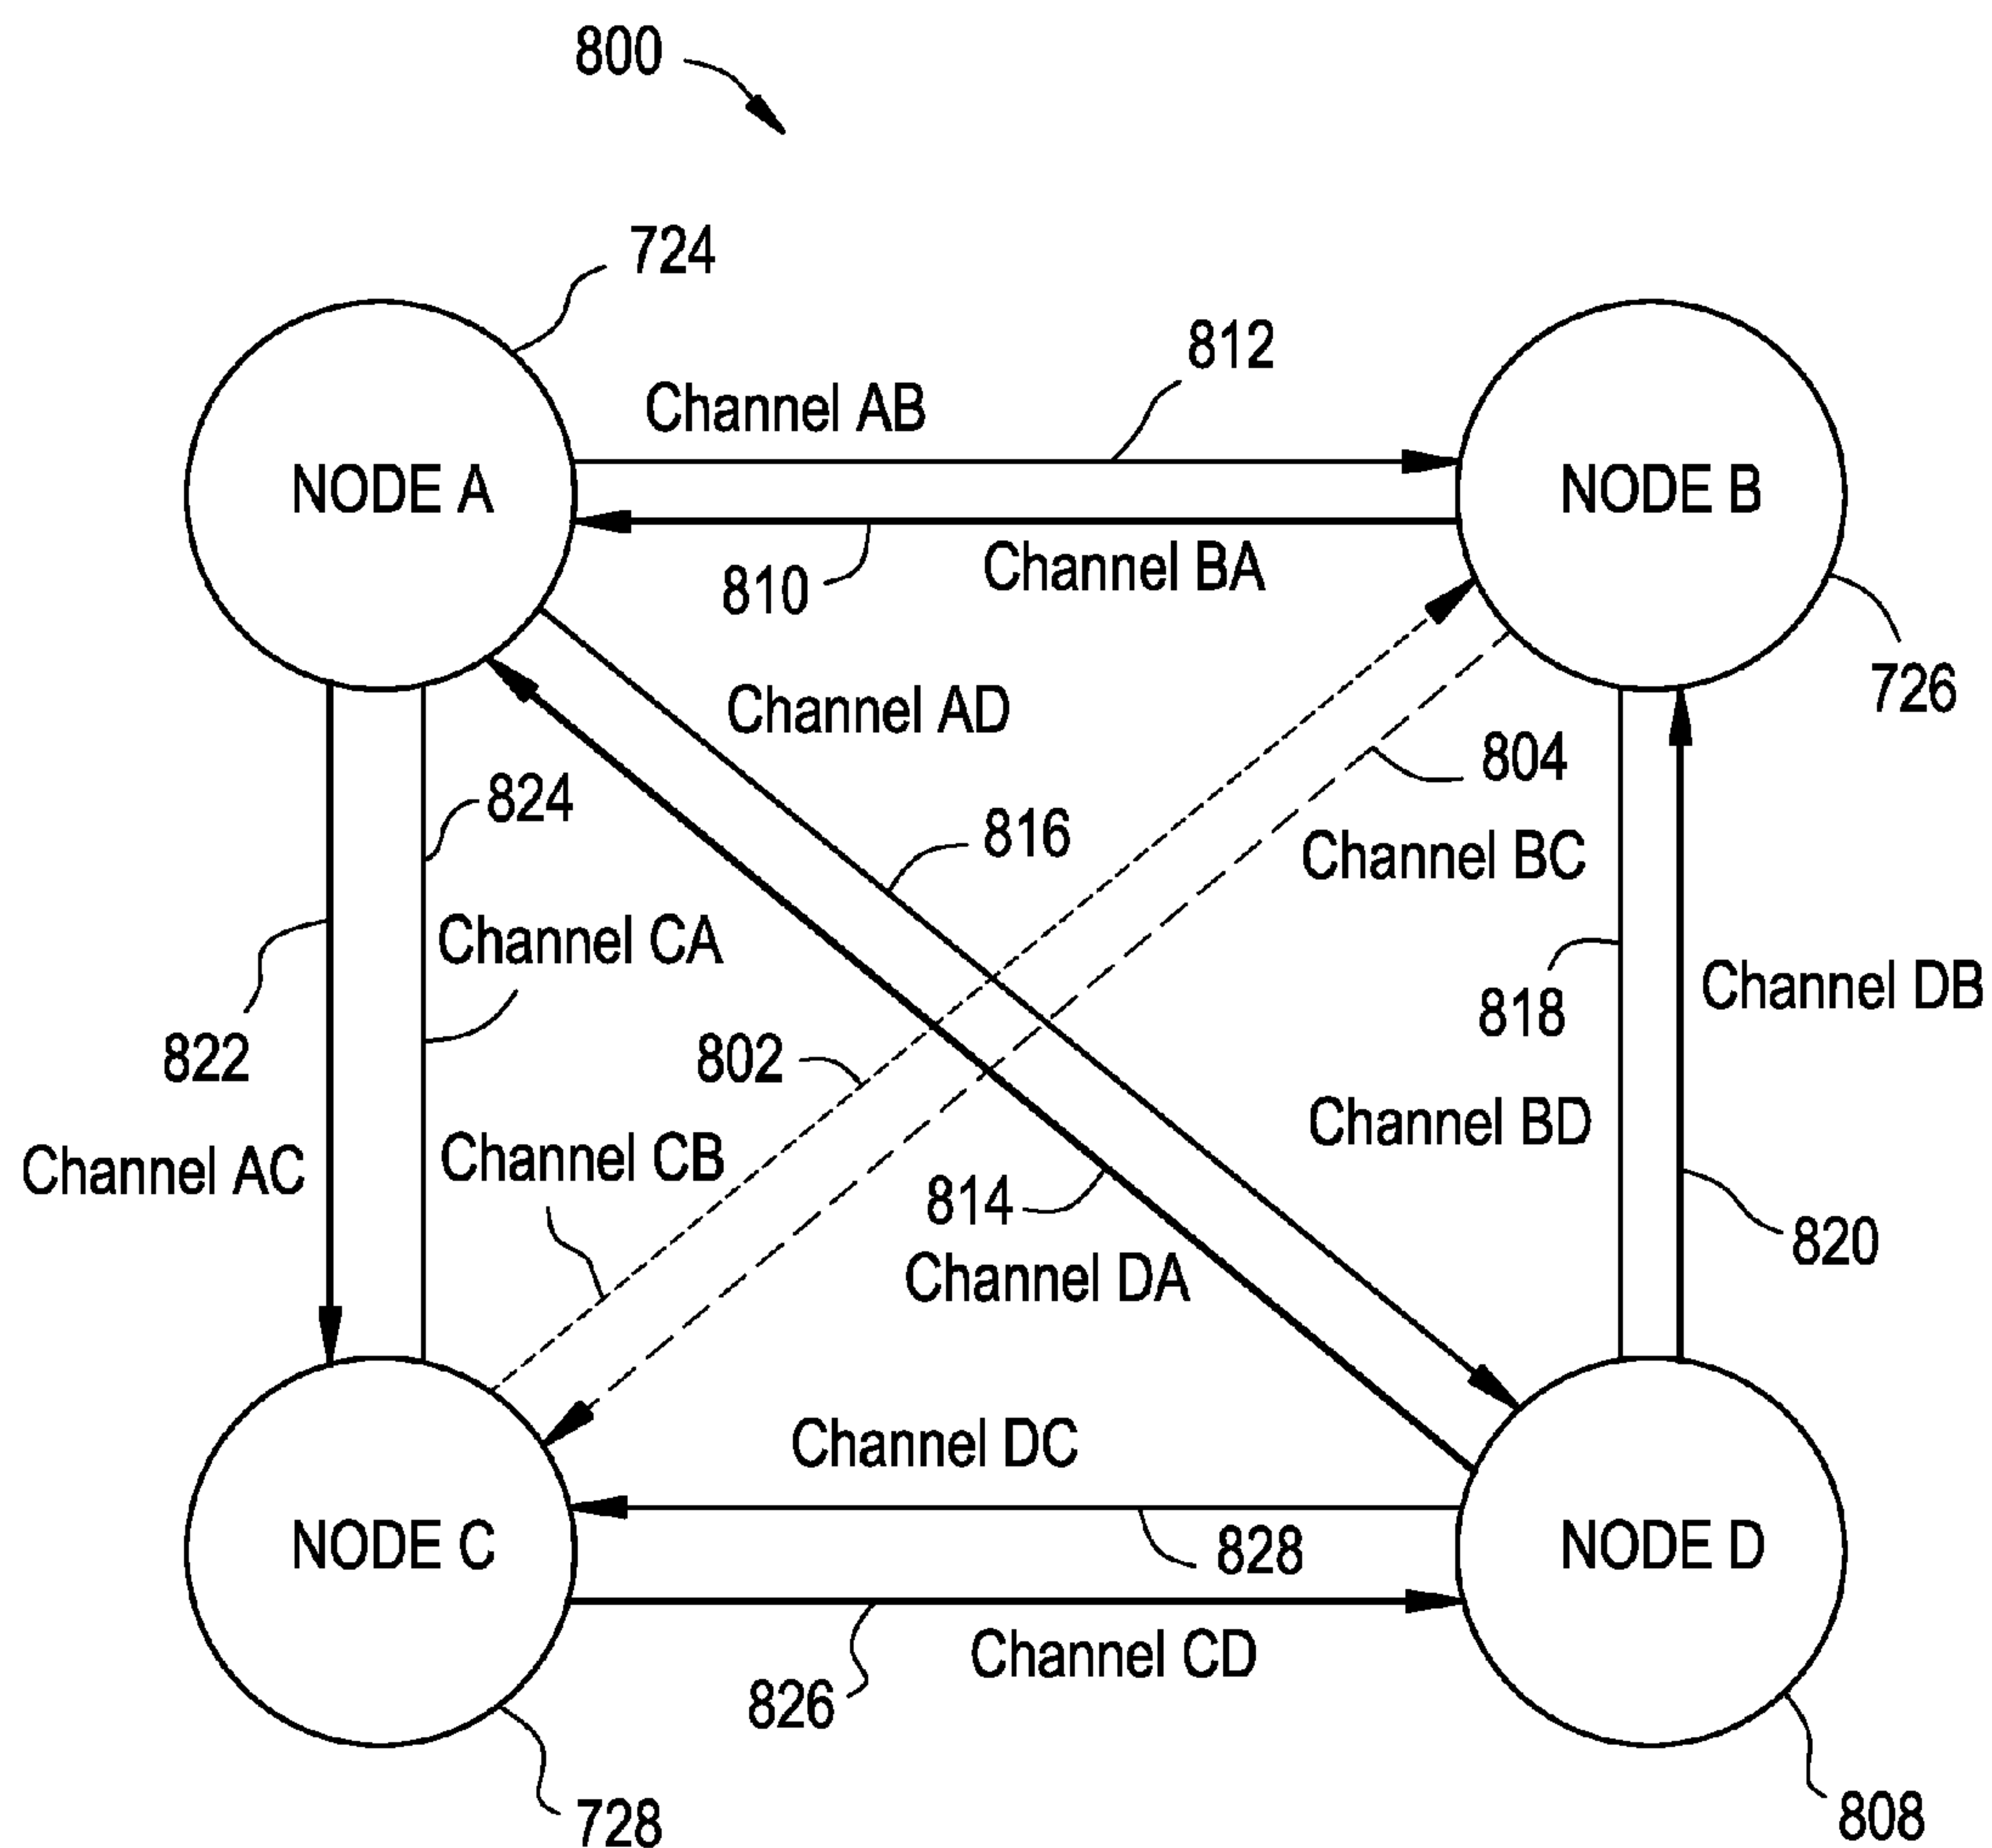 800
724
812
Channel AB
NODE A
NODE B
810
Channel BA
726
Channel AD
804
824
816
Channel BC
Channel CA
818
Channel DB
822
802
Channel BD
Channel AC
Channel CB
814
820
Channel DA
Channel DC
NODE C
828
NODE D
Channel CD
826
728
808